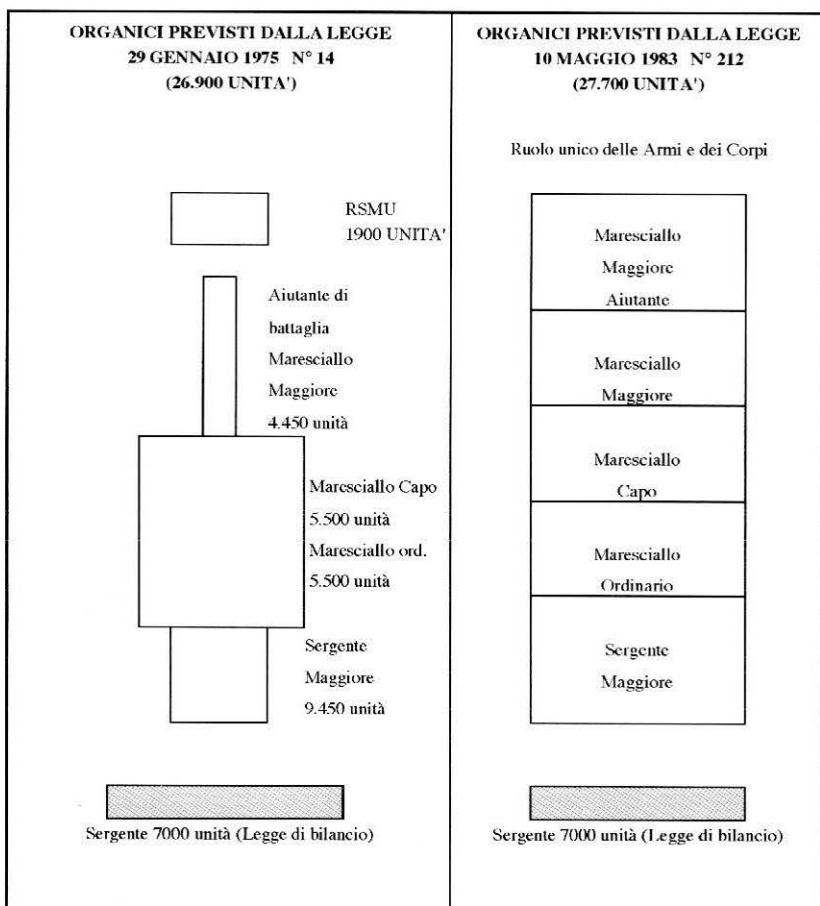 ORGANICI PREVISTI DALLA LEGGE
29 GENNAIO 1975 N° 14
(26.900 UNITA')
RSMU
1900 UNITA'
Aiutante di
battaglia
Maresciallo
Maggiore
4.450 unità
Maresciallo Capo
5.500 unità
Maresciallo ord.
5.500 unità
Sergente
Maggiore
9.450 unità
Sergente 7000 unità (Legge di bilancio)
ORGANICI PREVISTI DALLA LEGGE
10 MAGGIO 1983 N° 212
(27.700 UNITA')
Ruolo unico delle Armi e dei Corpi
Maresciallo
Maggiore
Aiutante
Maresciallo
Maggiore
Maresciallo
Capo
Maresciallo
Ordinario
Sergente
Maggiore
Sergente 7000 unità (Legge di bilancio)